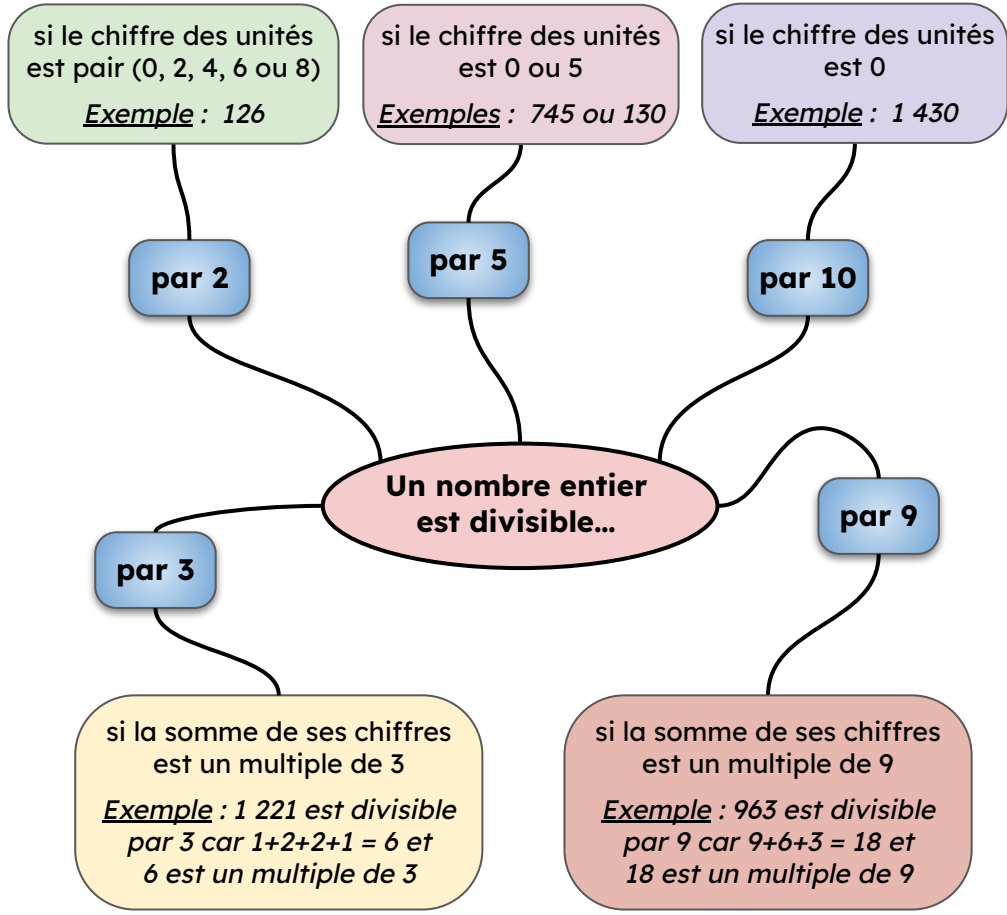 si le chiffre des unités
est pair (0, 2, 4, 6 ou 8)
Exemple : 126
si le chiffre des unités
est 0 ou 5
Exemples : 745 ou 130
si le chiffre des unités
est 0
Exemple : 1 430
par 2
par 5
par 10
Un nombre entier
est divisible...
par 9
par 3
si la somme de ses chiffres
est un multiple de 3
Exemple : 1 221 est divisible
par 3 car 1+2+2+1 = 6 et
6 est un multiple de 3
si la somme de ses chiffres
est un multiple de 9
Exemple : 963 est divisible
par 9 car 9+6+3 = 18 et
18 est un multiple de 9